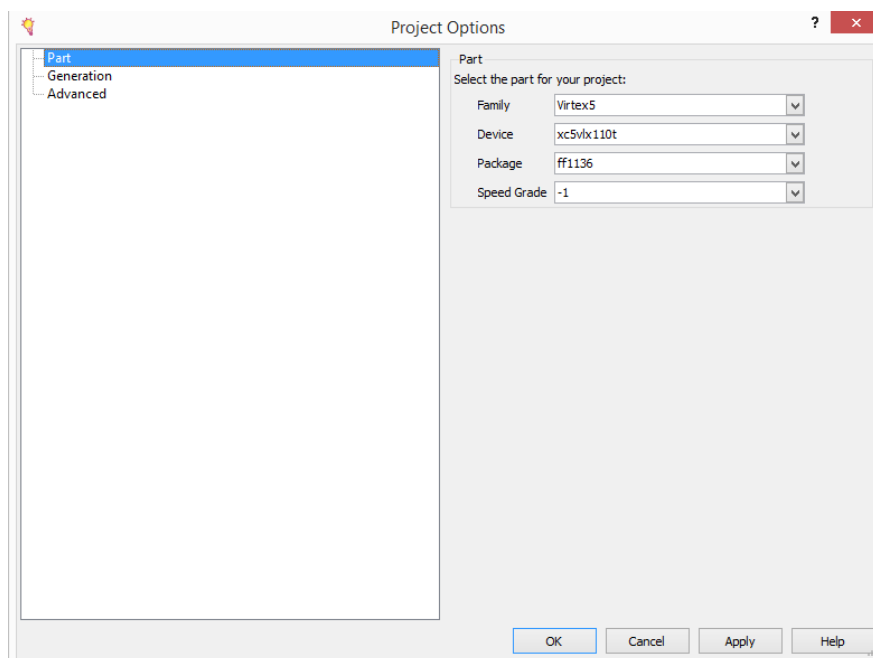 Project Options
?
Part
Generation
Advanced
Part
Select the part for your project:
Family Virtex5
Device xc5vlx110t
Package ff1136
Speed Grade -1
OK Cancel Apply Help